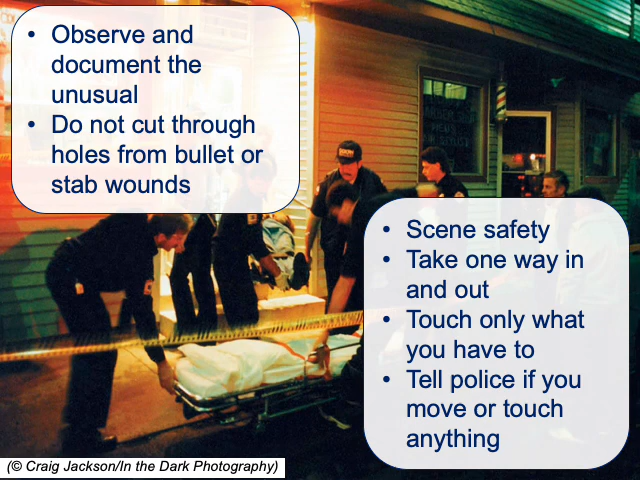 • Observe and
document the
unusual
• Do not cut through
holes from bullet or
stab wounds
• Scene safety
• Take one way in
and out
• Touch only what
you have to
• Tell police if you
move or touch
anything
(© Craig Jackson/In the Dark Photography)